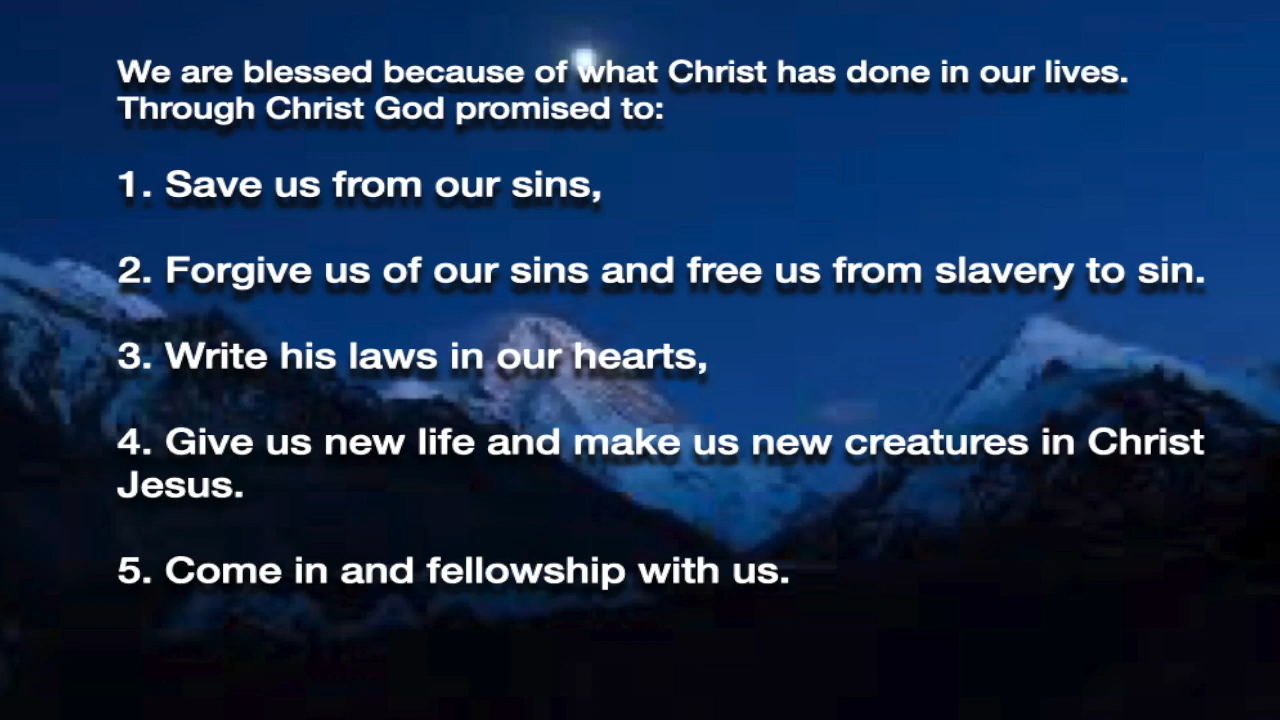 We are blessed because of what Christ has done in our lives.
Through Christ God promised to:
1. Save us from our sins,
2. Forgive us of our sins and free us from slavery to sin.
3. Write his laws in our hearts,
4. Give us new life and make us new creatures in Christ
Jesus.
5. Come in and fellowship with us.